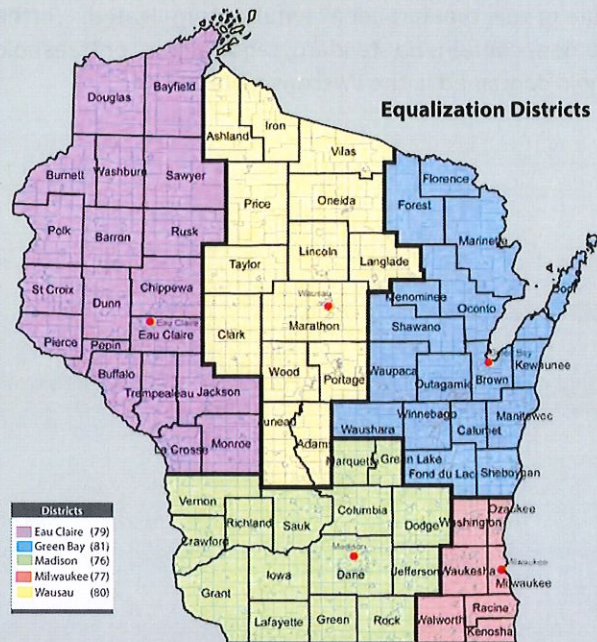 Equalization Districts
Douglas
Bayfield
Ashland
Iron
Vilas
Burnett
Washburn
Sawyer
Price
Oneida
Forest
Florence
Marinette
Polk
Barron
Rusk
Taylor
Lincoln
Langlade
St Croix
Dunn
Chippewa
Wausau
Marathon
Menominee
Oconto
Door
Eau Claire
Eau Claire
Clark
Shawano
Pierce
Pepin
Buffalo
Wood
Portage
Waupaca
Outagamie
Green Bay
Brown
Kewaunee
Trempealeau
Jackson
Juneau
Adams
Waushara
Winnebago
Calumet
Manitowoc
La Crosse
Monroe
Marquette
Green Lake
Fond du Lac
Sheboygan
Vernon
Richland
Sauk
Columbia
Dodge
Washington
Ozaukee
Crawford
Madison
Dane
Jefferson
Waukesha
Milwaukee
Milwaukee
Grant
Iowa
Lafayette
Green
Rock
Walworth
Racine
Kenosha
Districts
Eau Claire (79)
Green Bay (81)
Madison (76)
Milwaukee (77)
Wausau (80)